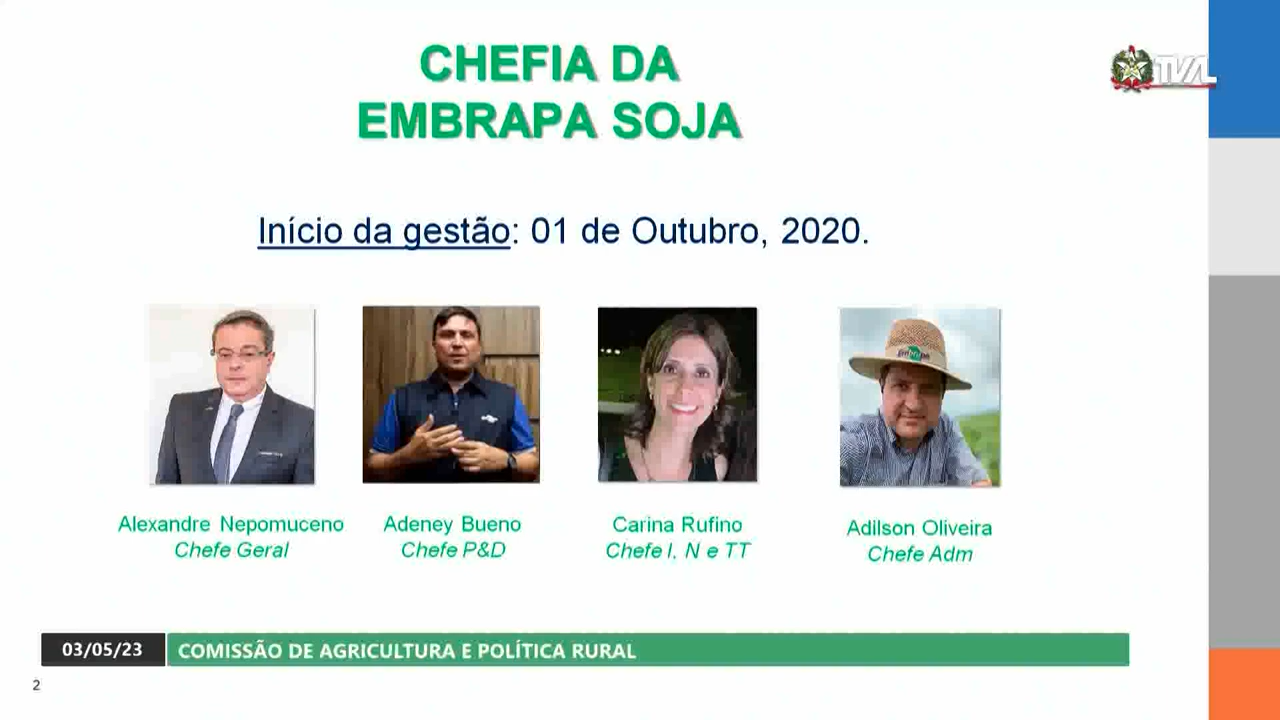 CHEFIA DA
EMBRAPA SOJA
TVAL
Início da gestão: 01 de Outubro, 2020.
Embrapa
Alexandre Nepomuceno
Chefe Geral
Adeney Bueno
Chefe P&D
Carina Rufino
Chefe I, N e TT
Adilson Oliveira
Chefe Adm
03/05/23
COMISSÃO DE AGRICULTURA E POLÍTICA RURAL
2